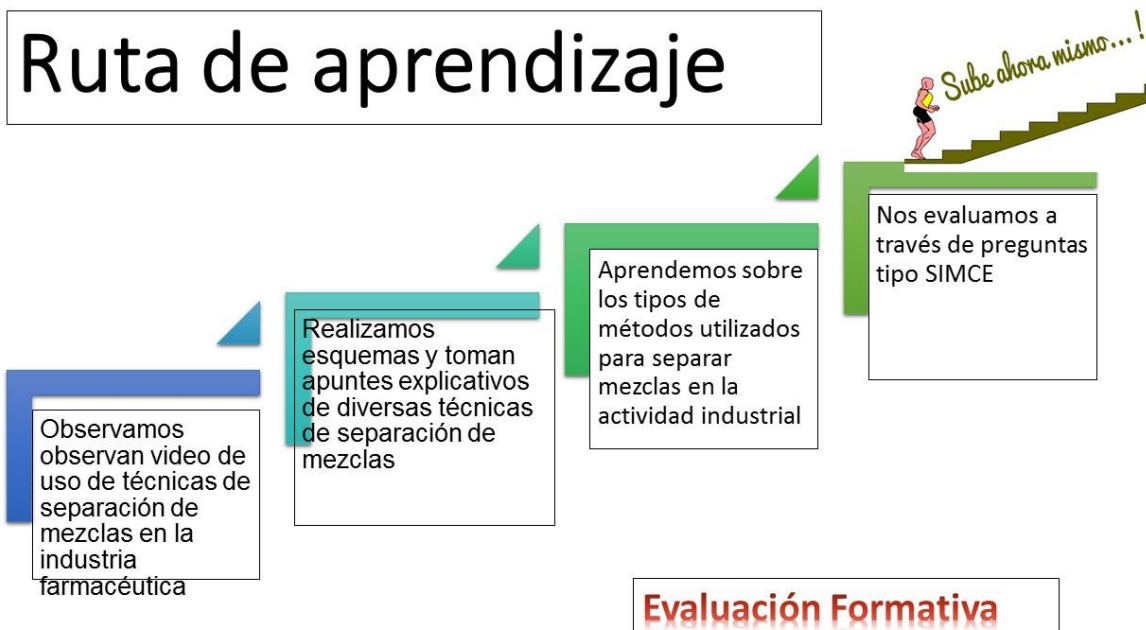 Ruta de aprendizaje
Sube ahora mismo...!
Observamos
observan video de
uso de técnicas de
separación de
mezclas en la
industria
farmacéutica
Realizamos
esquemas y toman
apuntes explicativos
de diversas técnicas
de separación de
mezclas
Aprendemos sobre
los tipos de
métodos utilizados
para separar
mezclas en la
actividad industrial
Nos evaluamos a
través de preguntas
tipo SIMCE
Evaluación Formativa